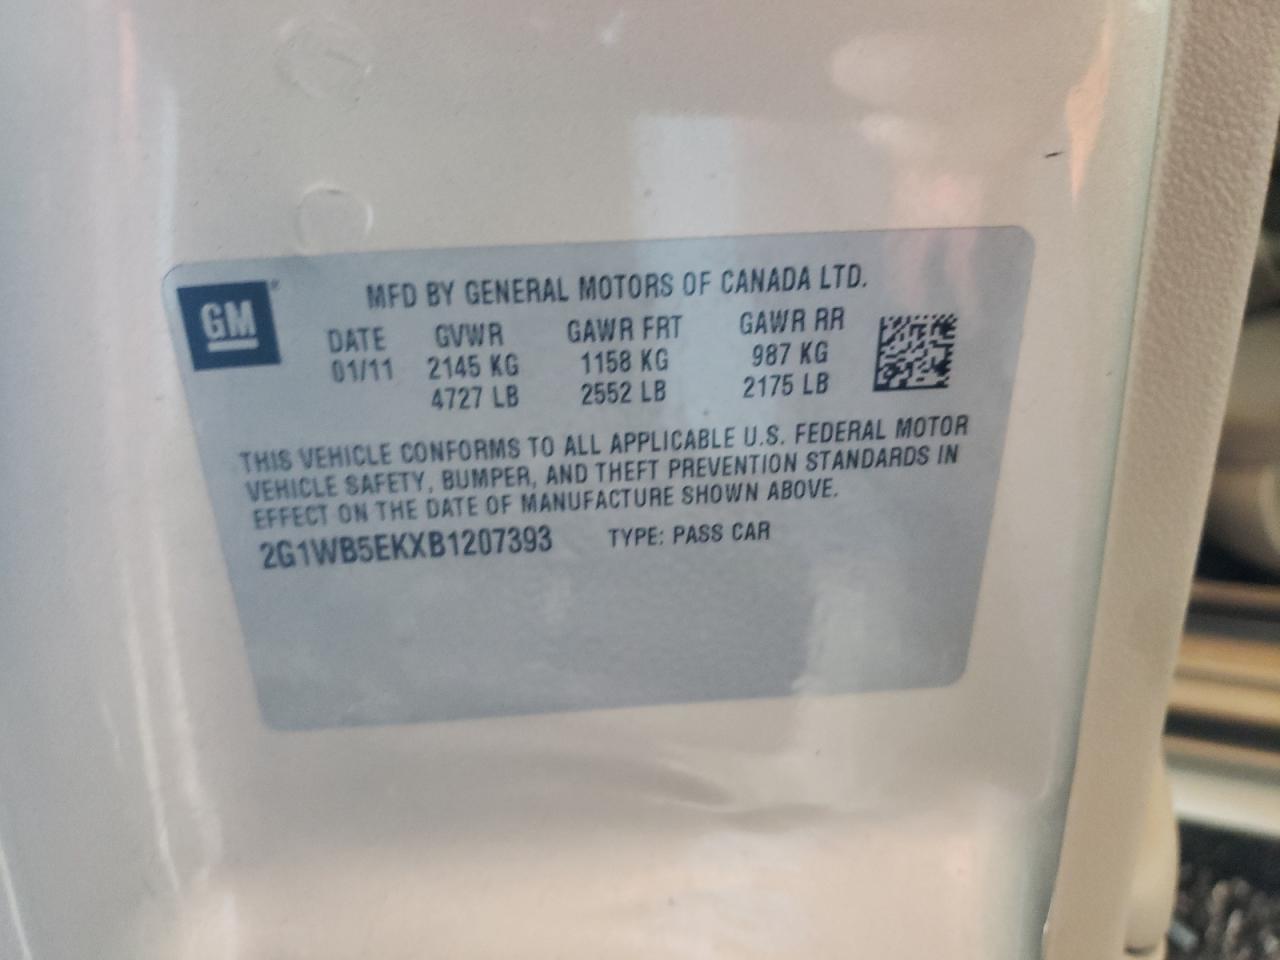 GM®
MFD BY GENERAL MOTORS OF CANADA LTD.
DATE GVWR GAWR FRT GAWR RR
01/11 2145 KG 1158 KG 987 KG
4727 LB 2552 LB 2175 LB
THIS VEHICLE CONFORMS TO ALL APPLICABLE U.S. FEDERAL MOTOR
VEHICLE SAFETY, BUMPER, AND THEFT PREVENTION STANDARDS IN
EFFECT ON THE DATE OF MANUFACTURE SHOWN ABOVE.
2G1WB5EKXB1207393 TYPE: PASS CAR